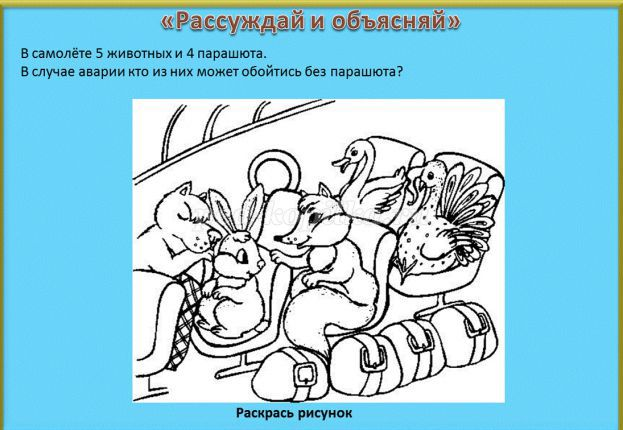 «Рассуждай и объясняй»
В самолёте 5 животных и 4 парашюта.
В случае аварии кто из них может обойтись без парашюта?
Раскрась рисунок